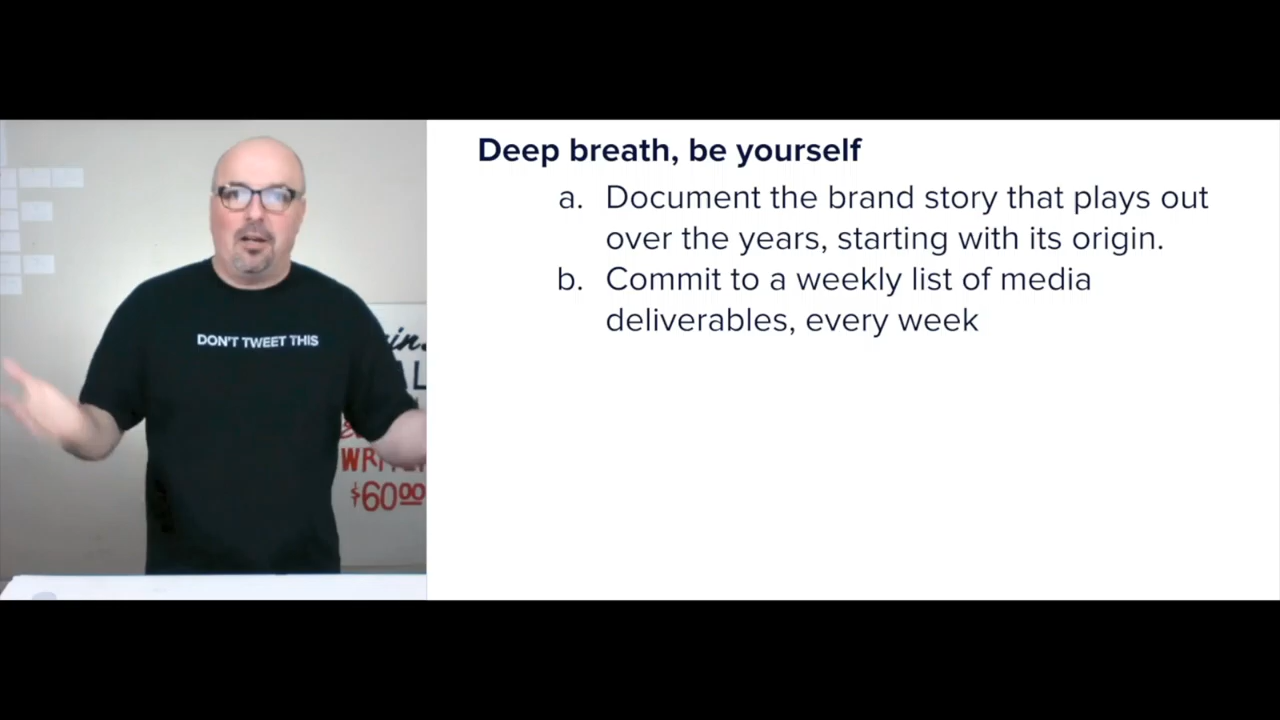 Deep breath, be yourself
a. Document the brand story that plays out
over the years, starting with its origin.
b. Commit to a weekly list of media
deliverables, every week
DON'T TWEET THIS
$60⁰⁰